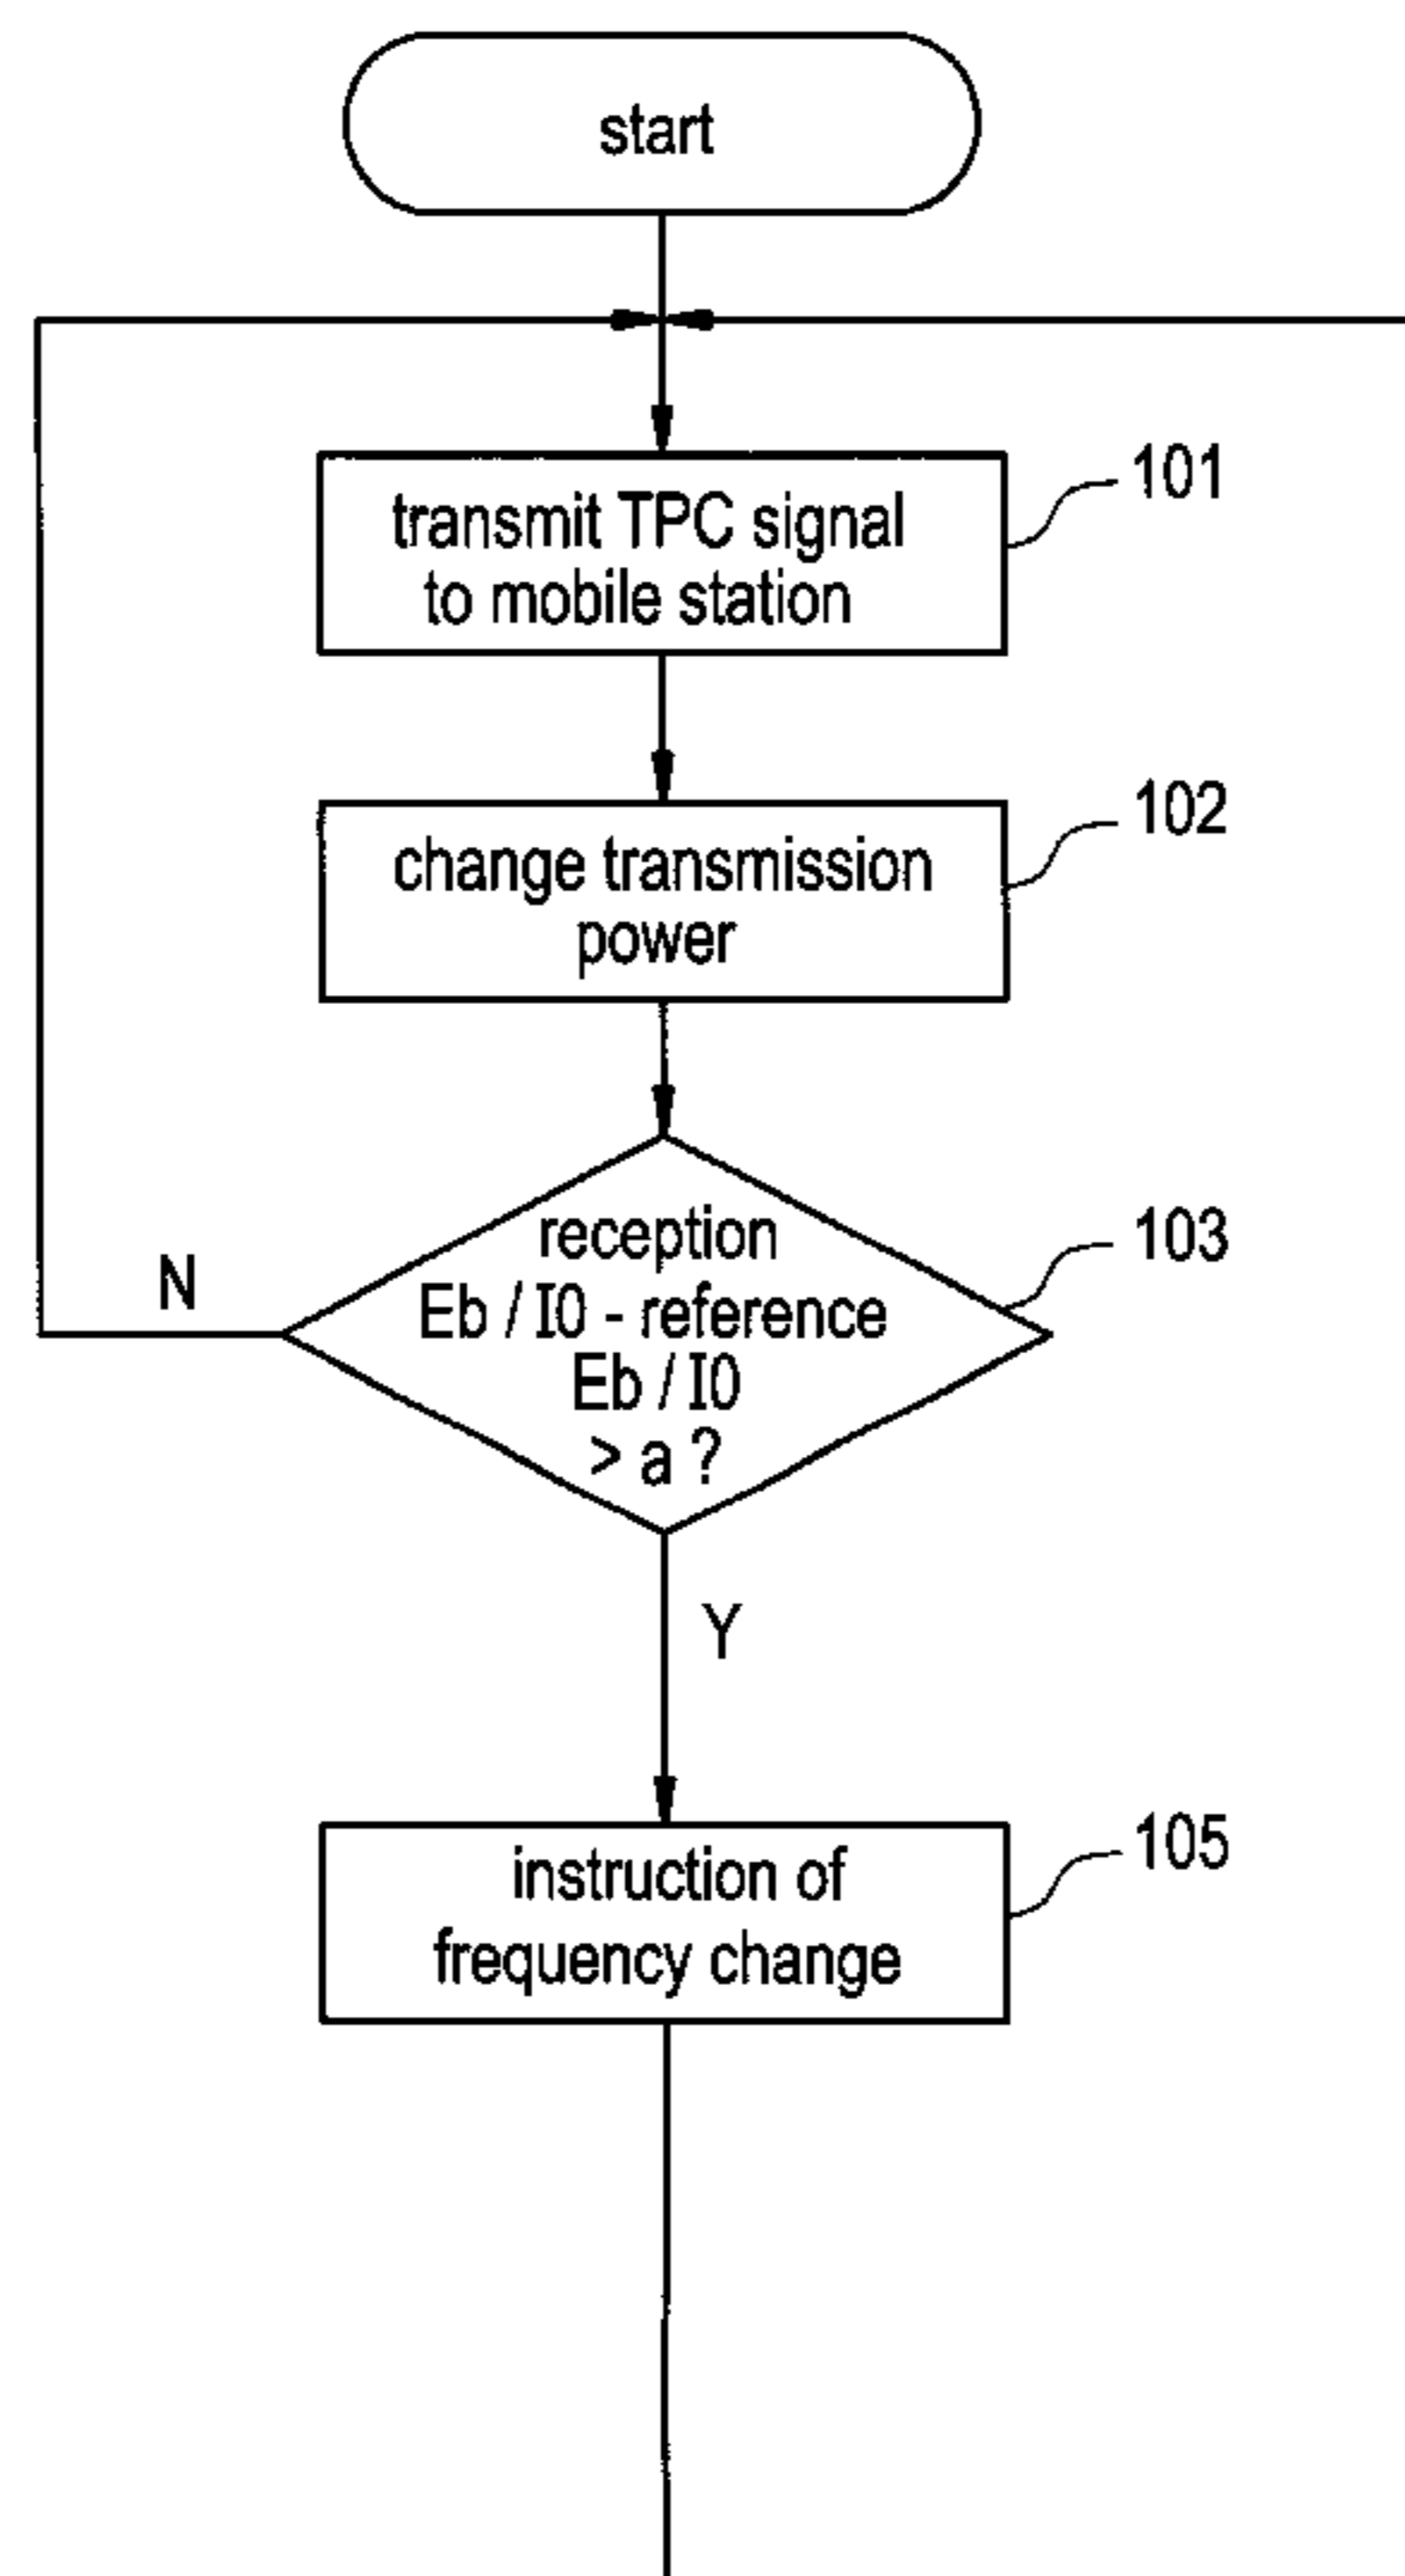 start
transmit TPC signal
to mobile station
101
change transmission
power
102
reception
Eb / I0 - reference
Eb / I0
> a ?
103
N
Y
instruction of
frequency change
105